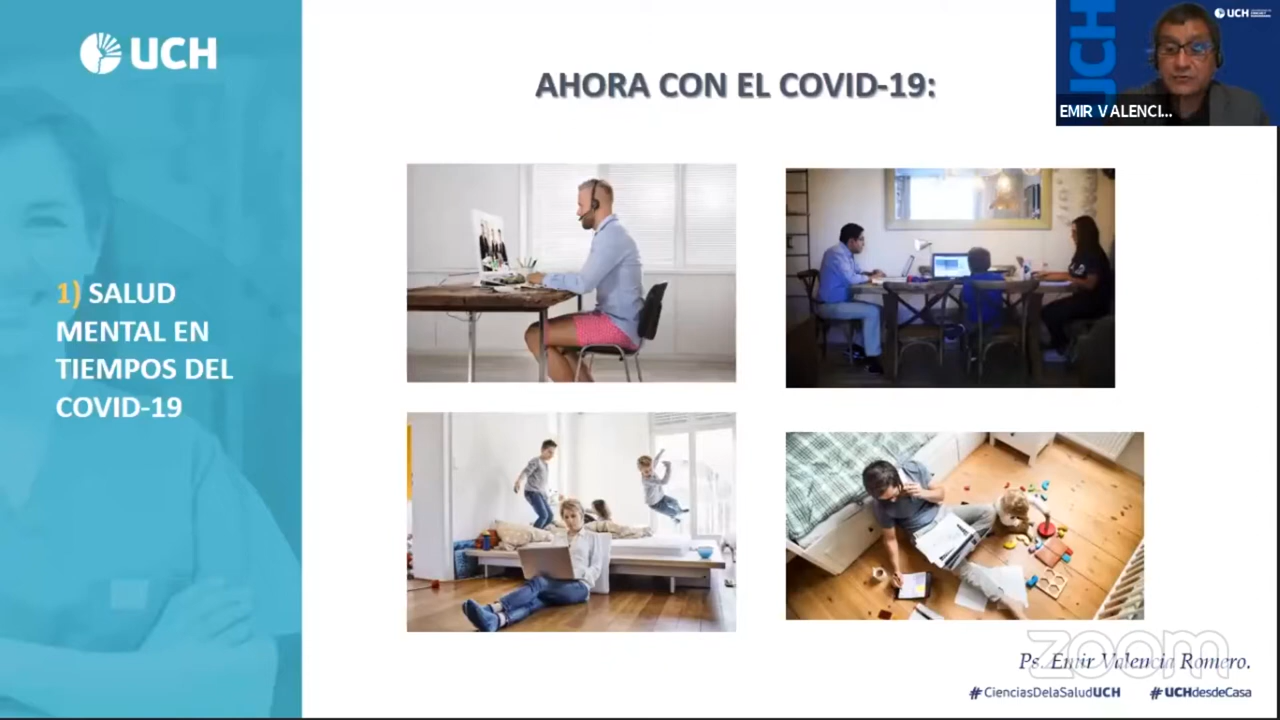 UCH
AHORA CON EL COVID-19:
UCH
UCH
EMIR VALENCI...
1) SALUD
MENTAL EN
TIEMPOS DEL
COVID-19
zoom
Ps. Emir Valencia Romero.
#CienciasDelaSaludUCH #UCHdesdeCasa